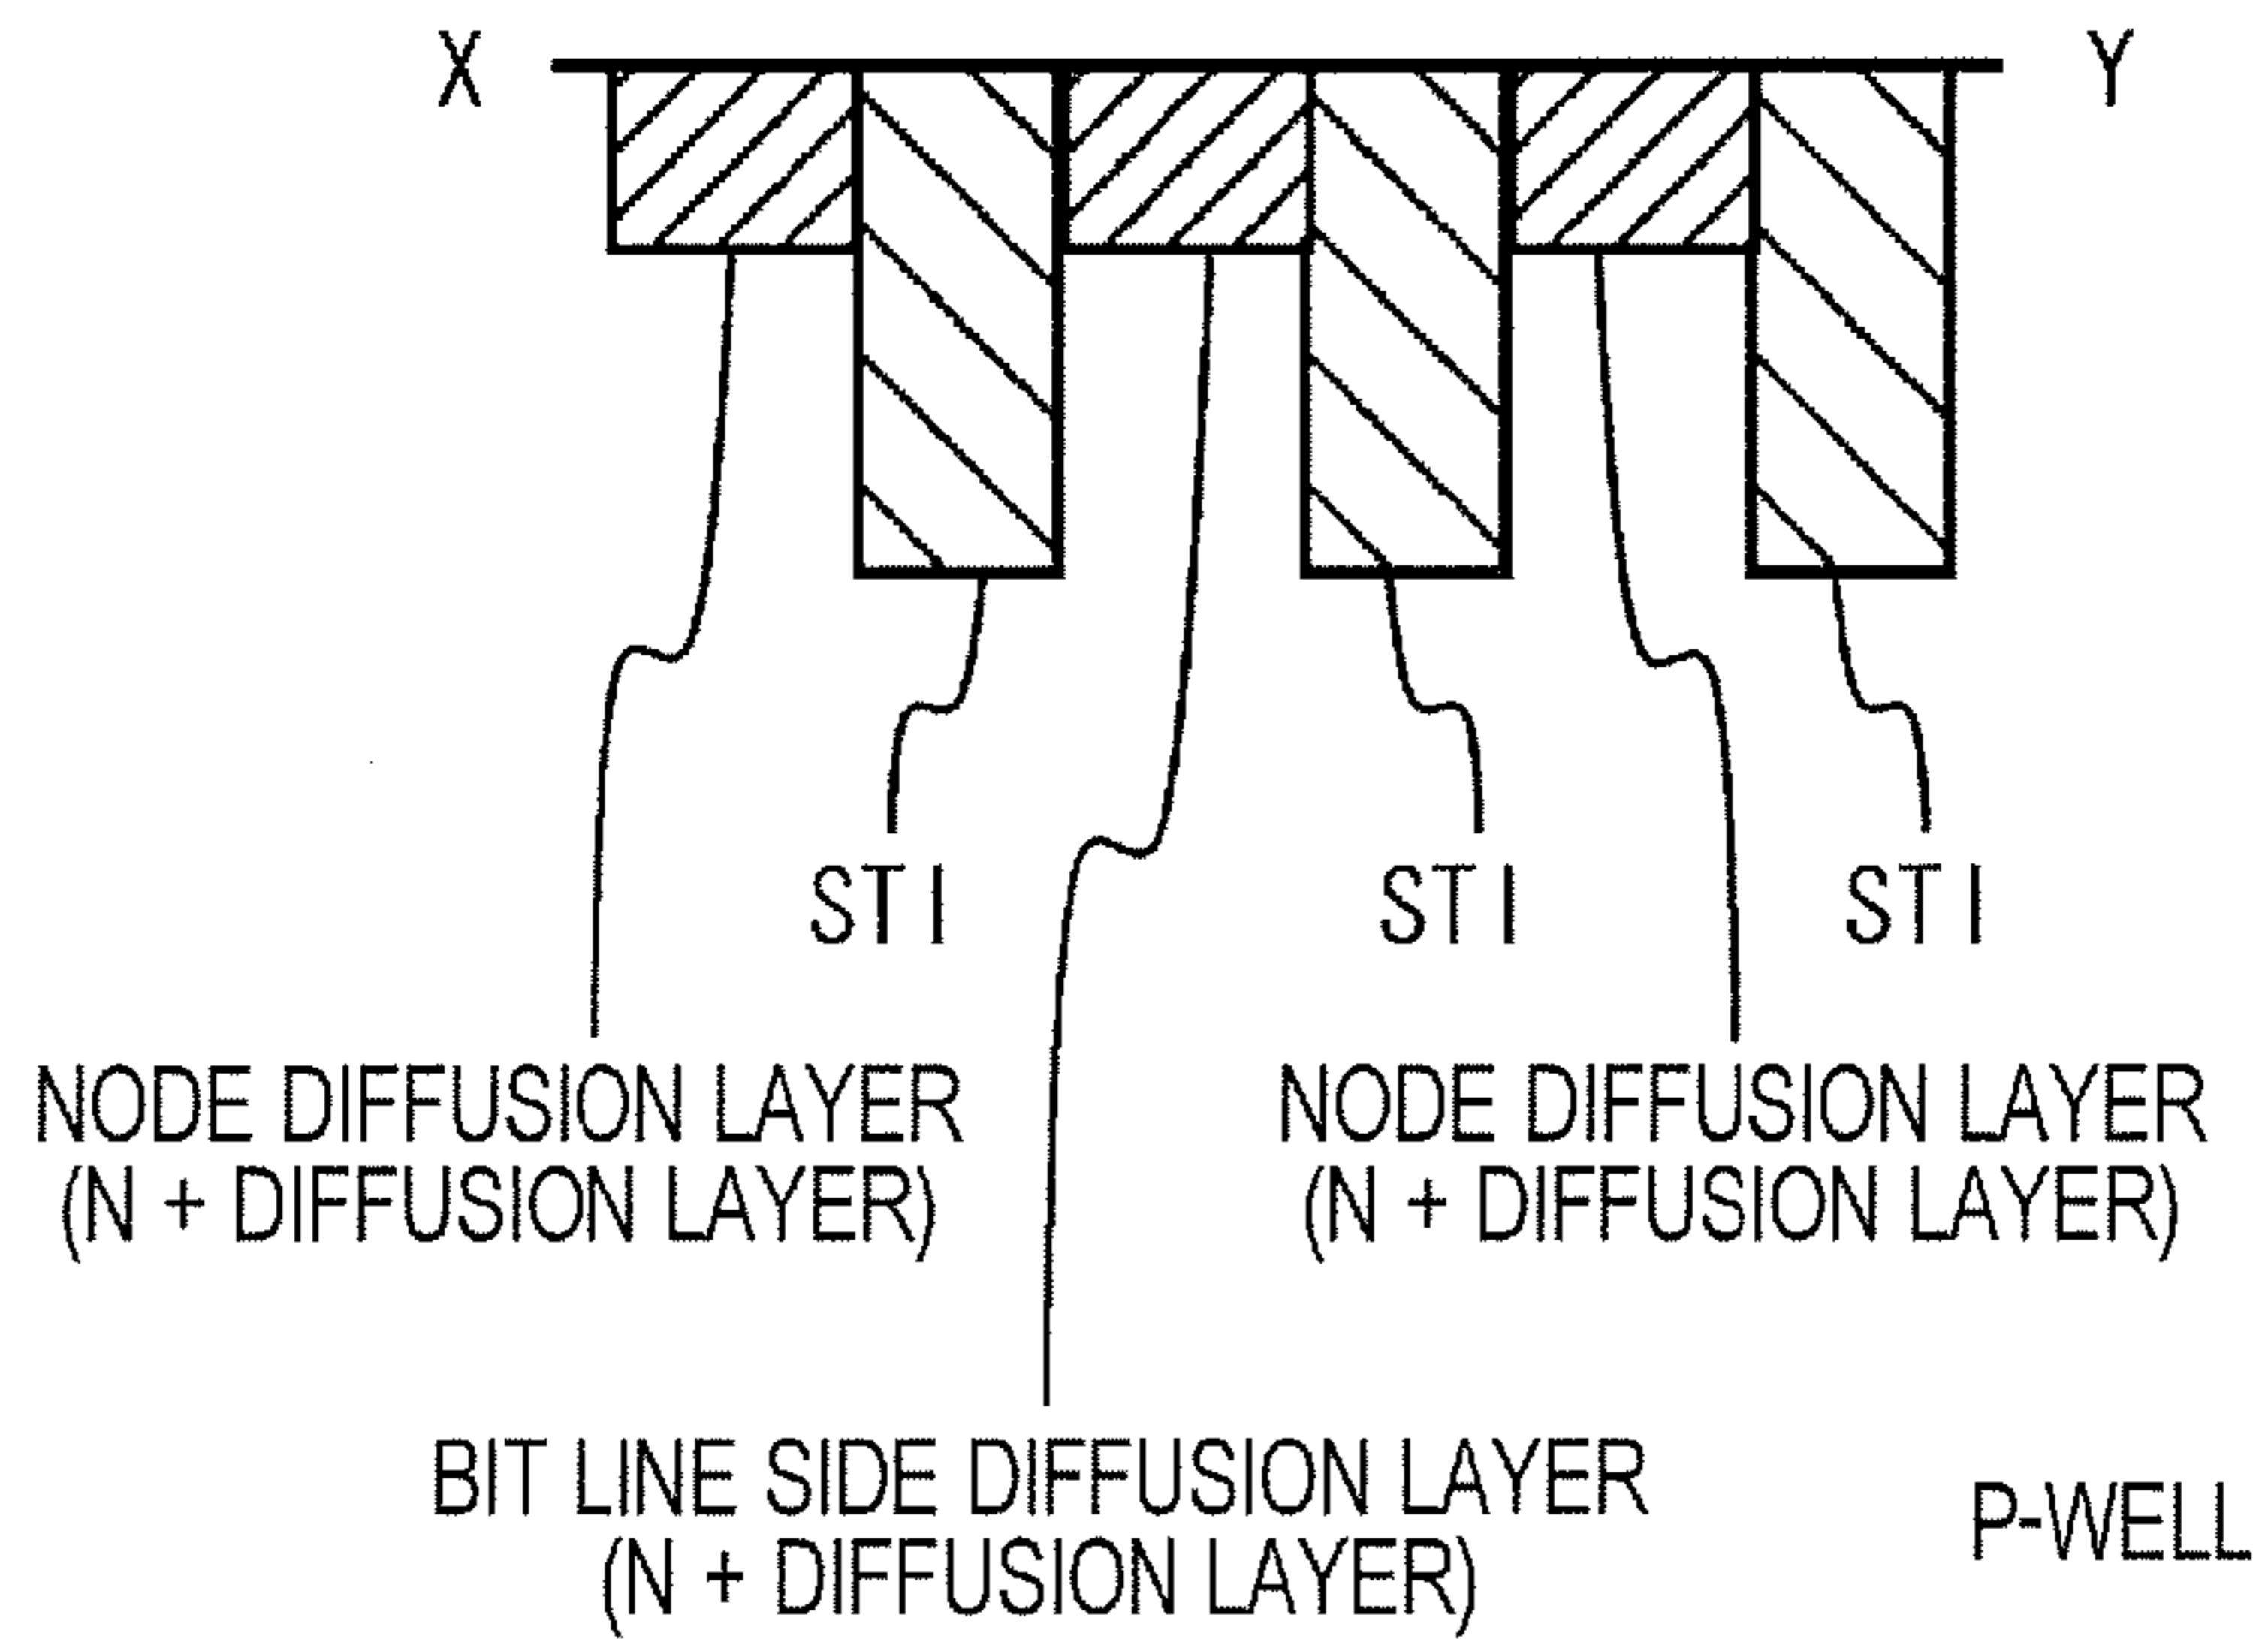 X
Y
STI
STI
STI
NODE DIFFUSION LAYER
(N + DIFFUSION LAYER)
NODE DIFFUSION LAYER
(N + DIFFUSION LAYER)
BIT LINE SIDE DIFFUSION LAYER
(N + DIFFUSION LAYER)
P-WELL